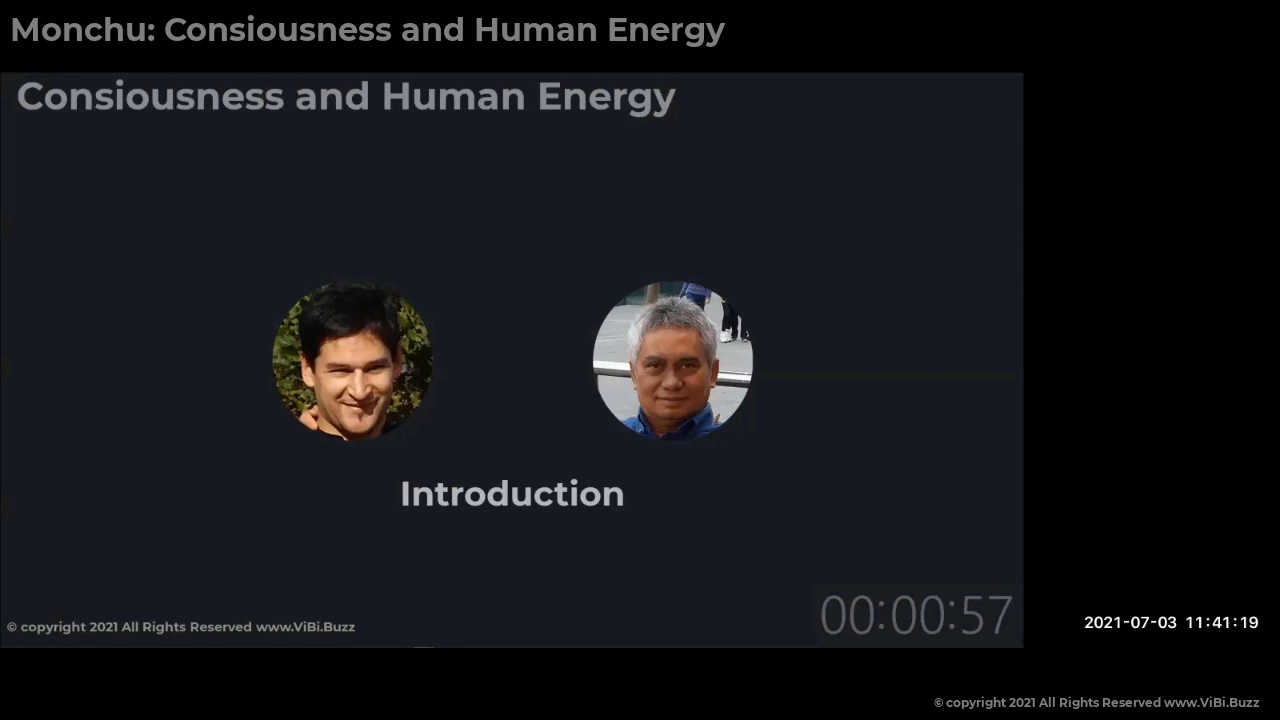 Monchu: Consiousness and Human Energy
Consiousness and Human Energy
Introduction
00:00:57
© copyright 2021 All Rights Reserved www.ViBi.Buzz
2021-07-03 11:41:19
© copyright 2021 All Rights Reserved www.ViBi.Buzz